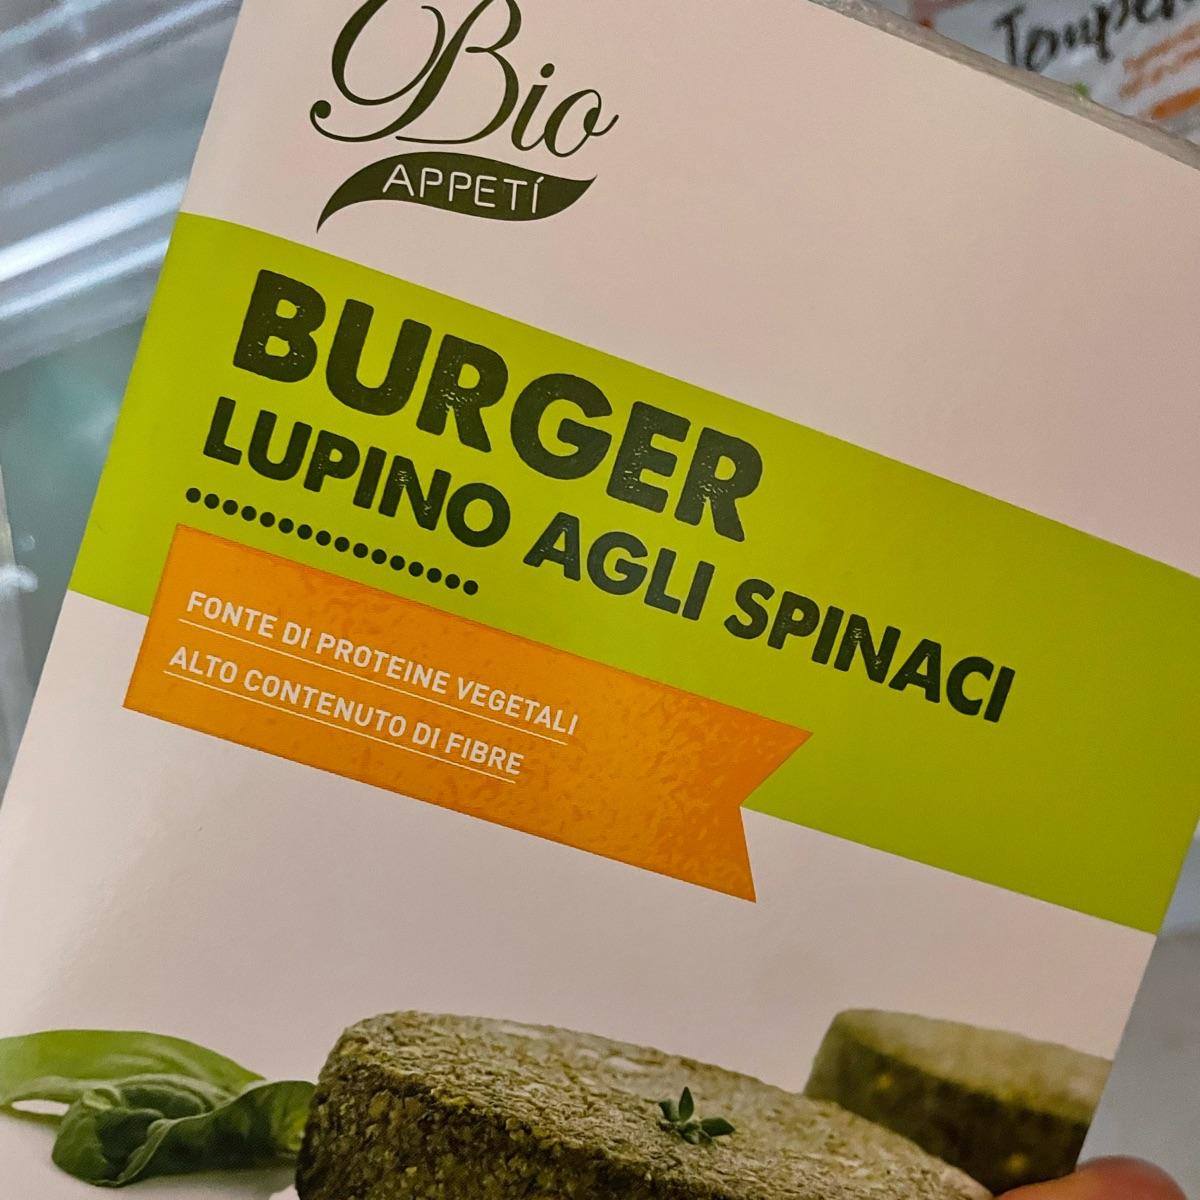 Bio
APPETÍ
BURGER
LUPINO AGLI SPINACI
FONTE DI PROTEINE VEGETALI
ALTO CONTENUTO DI FIBRE